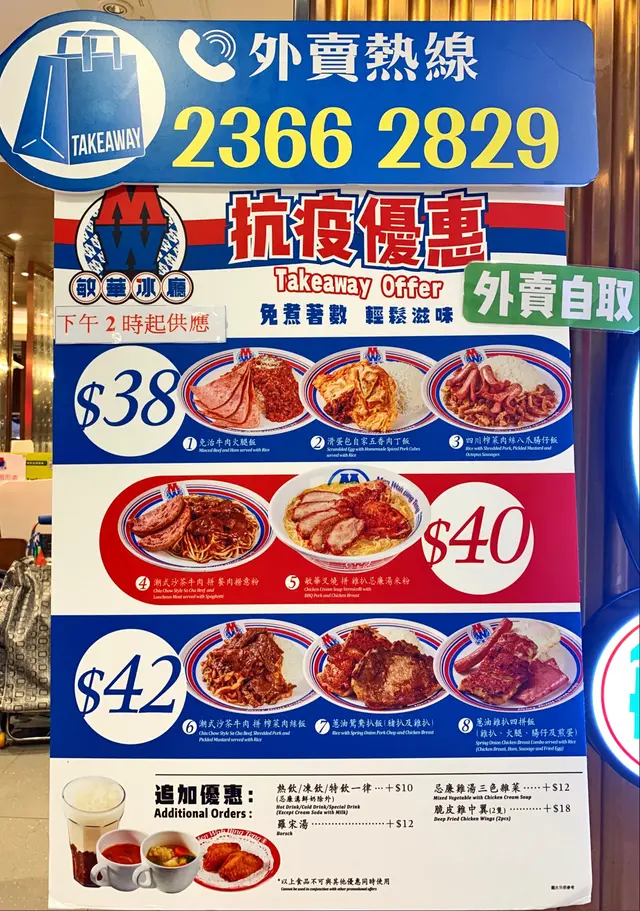 外賣熱線
TAKEAWAY
2366 2829
抗疫優惠
Takeaway Offer
敏華冰廳
外賣自取
免煮著數 輕鬆滋味
下午2時起供應
$38
1 免治牛肉火腿飯
Minced Beef and Ham served with Rice
2 滑蛋包自家五香肉丁飯
Scrambled Egg with Homemade Spiced Pork Cubes
served with Rice
3 四川榨菜肉絲八爪腸仔飯
Rice with Shredded Pork, Pickled Mustard and
Octopus Sausages
4 潮式沙茶牛肉 拼 餐肉撈意粉
Chiu Chow Style Sa Cha Beef and
Luncheon Meat served with Spaghetti
5 敏華叉燒 拼 雞扒忌廉湯米粉
Chicken Cream Soup Vermicelli with
BBQ Pork and Chicken Breast
$40
$42
6 潮式沙茶牛肉 拼 榨菜肉絲飯
Chiu Chow Style Sa Cha Beef, Shredded Pork and
Pickled Mustard served with Rice
7 蔥油鴛鴦扒飯(豬扒及雞扒)
Rice with Spring Onion Pork Chop and Chicken Breast
8 蔥油雞扒四拼飯
(雞扒、火腿、腸仔及煎蛋)
Spring Onion Chicken Breast Combo served with Rice
(Chicken Breast, Ham, Sausage and Fried Egg)
追加優惠:
Additional Orders:
熱飲/凍飲/特飲一律 ...+$10
(忌廉溝鮮奶除外)
Hot Drink/Cold Drink/Special Drink
(Except Cream Soda with Milk)
羅宋湯 ...+$12
Borsch
忌廉雞湯三色雜菜 ...+$12
Mixed Vegetable with Chicken Cream Soup
脆皮雞中翼(2隻) ...+$18
Deep Fried Chicken Wings (2pcs)
*以上食品不可與其他優惠同時使用
Cannot be used in conjunction with other promotional offers
圖片只供參考